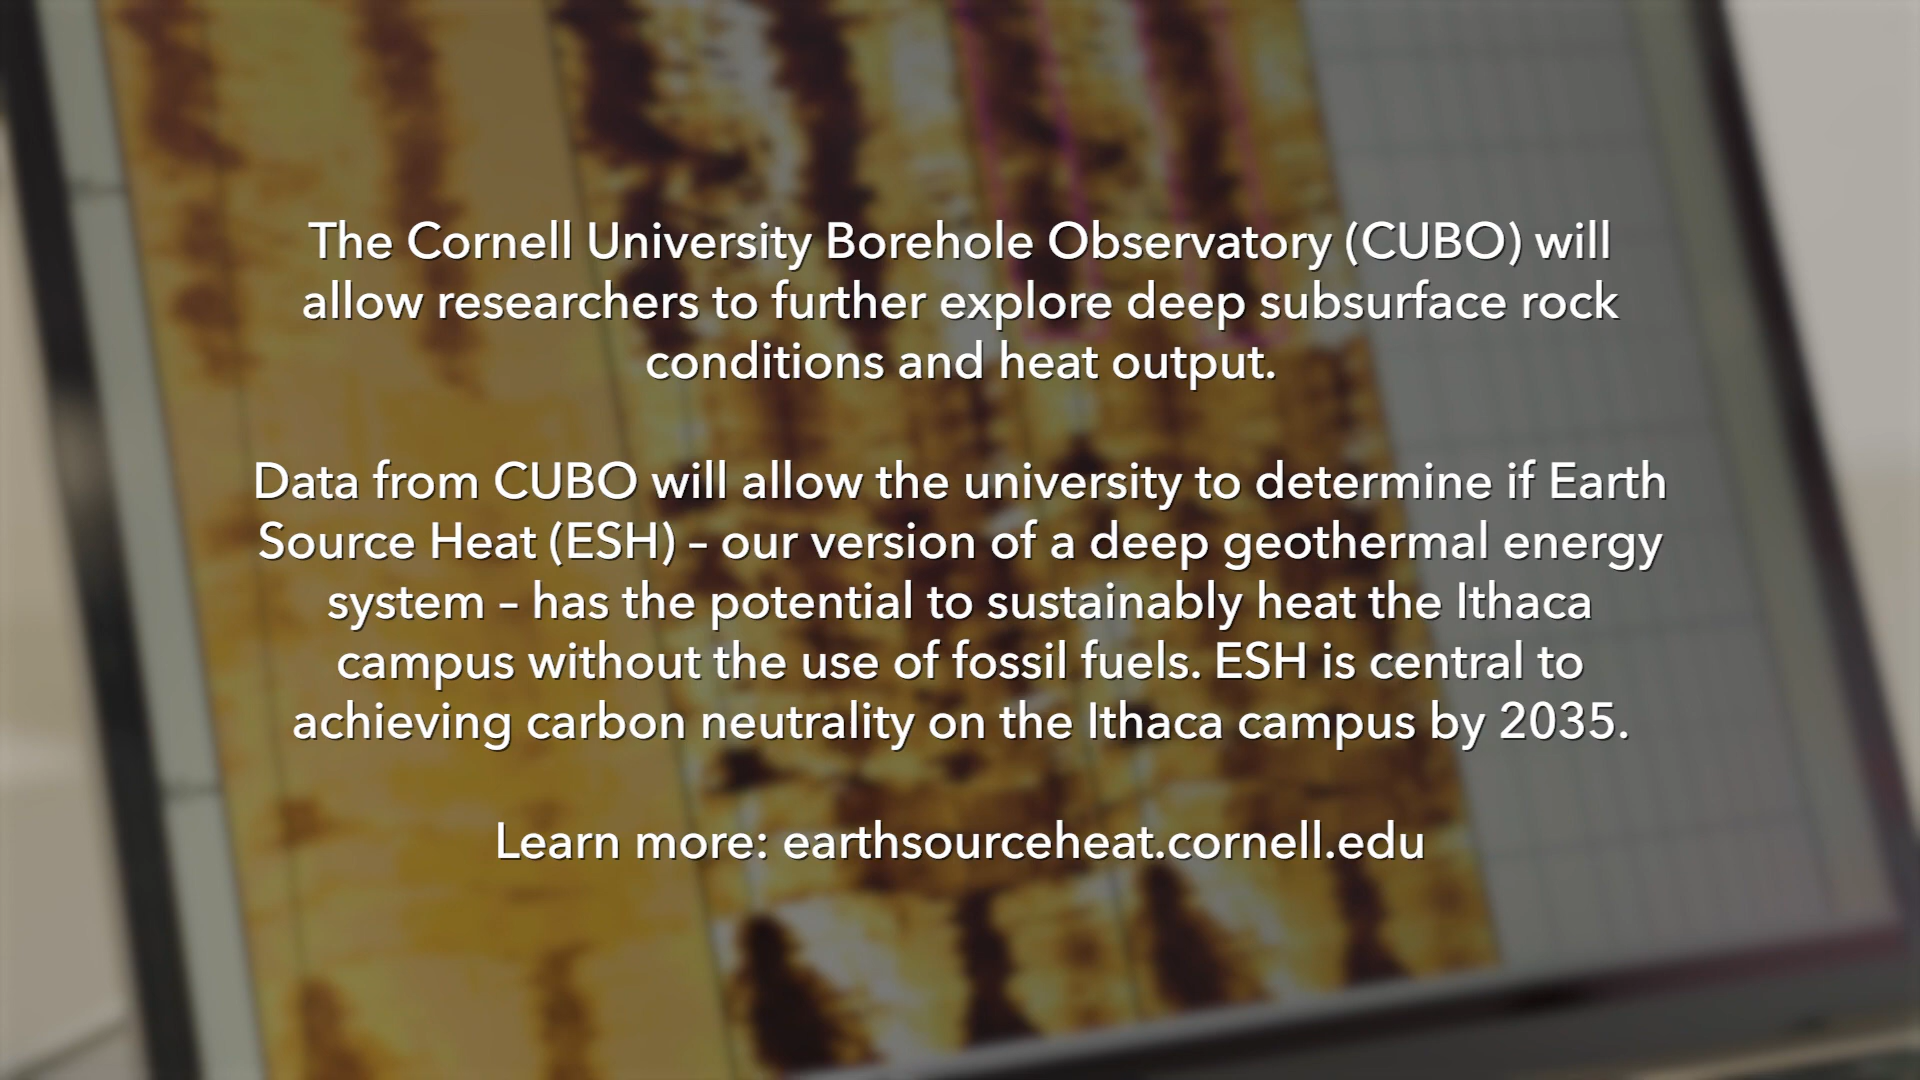 The Cornell University Borehole Observatory (CUBO) will
allow researchers to further explore deep subsurface rock
conditions and heat output.
Data from CUBO will allow the university to determine if Earth
Source Heat (ESH) – our version of a deep geothermal energy
system – has the potential to sustainably heat the Ithaca
campus without the use of fossil fuels. ESH is central to
achieving carbon neutrality on the Ithaca campus by 2035.
Learn more: earthsourceheat.cornell.edu